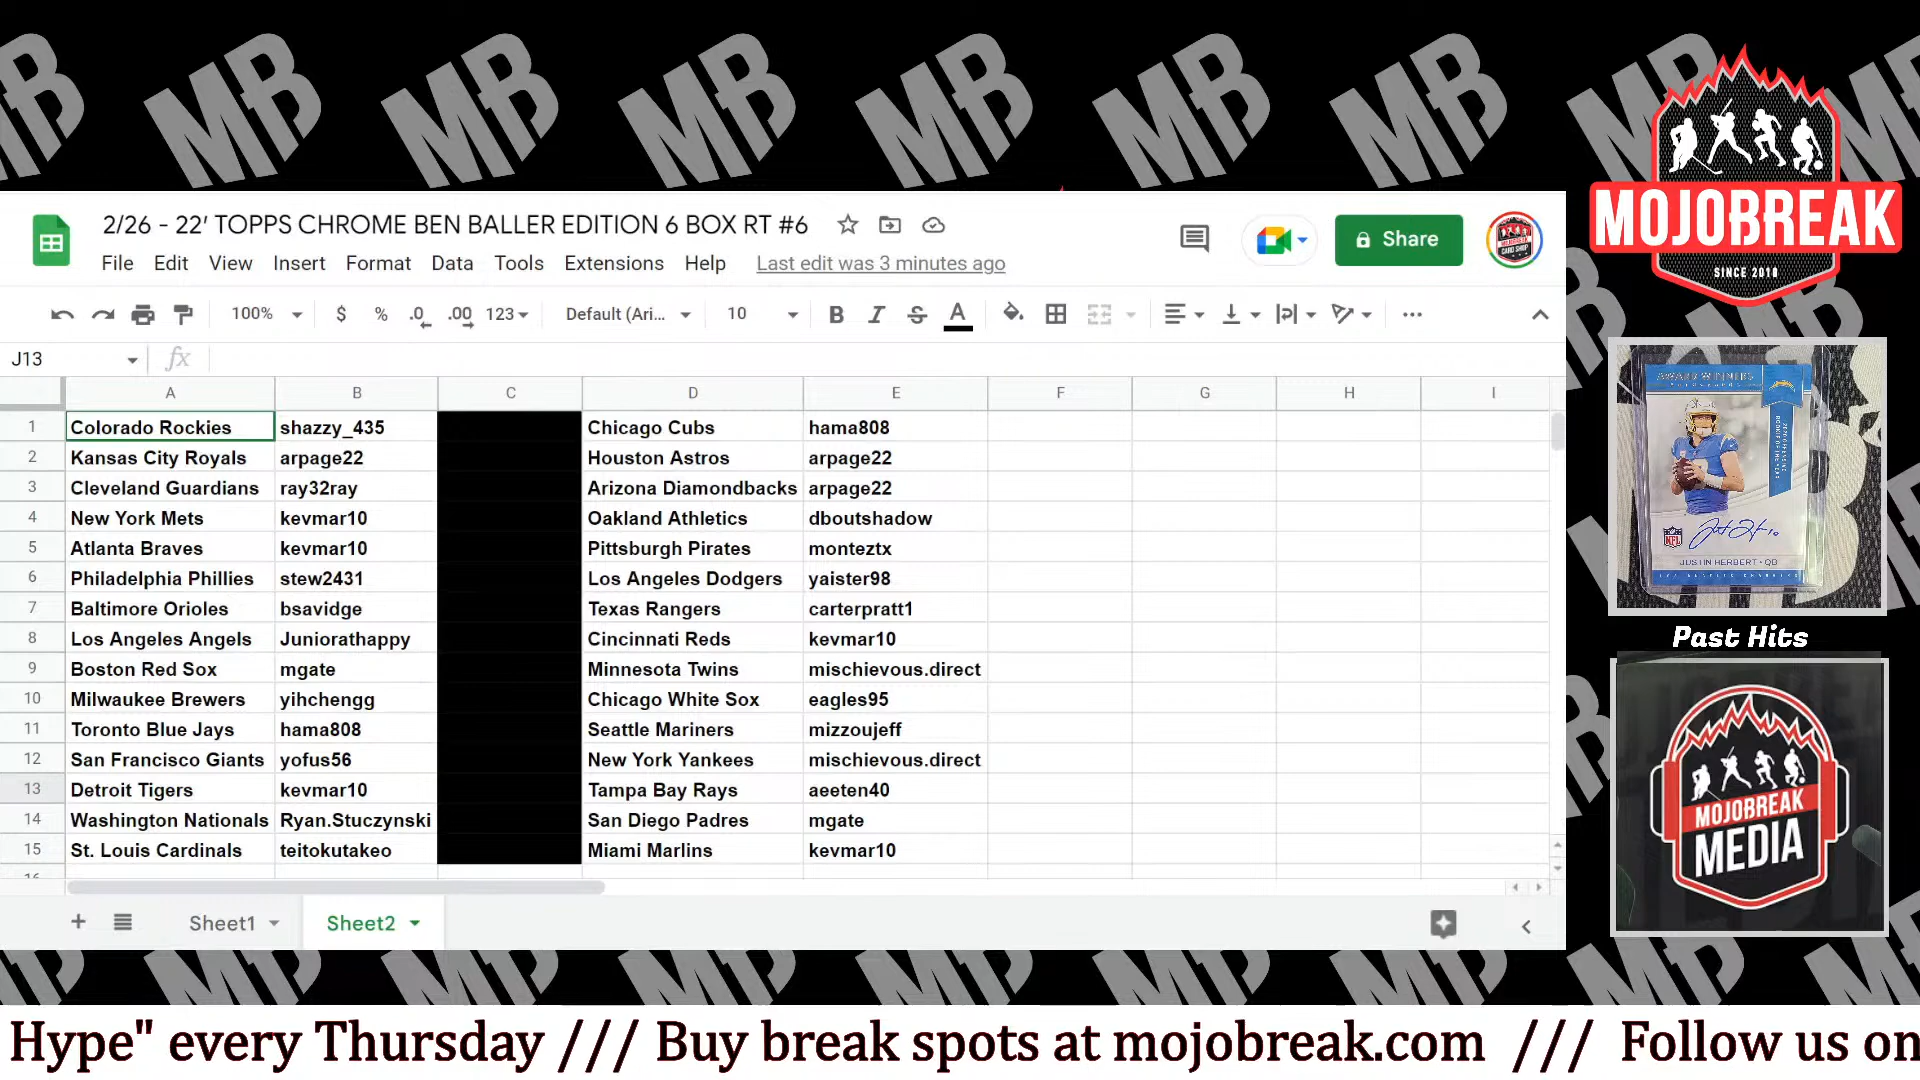 MOJOBREAK
SINCE 2018
2/26 - 22' TOPPS CHROME BEN BALLER EDITION 6 BOX RT #6
Share
File Edit View Insert Format Data Tools Extensions Help Last edit was 3 minutes ago
100% $ % .0 .00 123 Default (Ari... 10 B I S A
J13 fx
A B C D E F G H I
1 Colorado Rockies shazzy_435 Chicago Cubs hama808
2 Kansas City Royals arpage22 Houston Astros arpage22
3 Cleveland Guardians ray32ray Arizona Diamondbacks arpage22
4 New York Mets kevmar10 Oakland Athletics dboutshadow
5 Atlanta Braves kevmar10 Pittsburgh Pirates monteztx
6 Philadelphia Phillies stew2431 Los Angeles Dodgers yaister98
7 Baltimore Orioles bsavidge Texas Rangers carterpratt1
8 Los Angeles Angels Juniorathappy Cincinnati Reds kevmar10
9 Boston Red Sox mgate Minnesota Twins mischievous.direct
10 Milwaukee Brewers yihchengg Chicago White Sox eagles95
11 Toronto Blue Jays hama808 Seattle Mariners mizzoujeff
12 San Francisco Giants yofus56 New York Yankees mischievous.direct
13 Detroit Tigers kevmar10 Tampa Bay Rays aeeten40
14 Washington Nationals Ryan.Stuczynski San Diego Padres mgate
15 St. Louis Cardinals teitokutakeo Miami Marlins kevmar10
Sheet1 Sheet2
AWARD WINNERS
NFL
JUSTIN HERBERT • QB
Past Hits
MOJOBREAK
MEDIA
Hype" every Thursday /// Buy break spots at mojobreak.com /// Follow us on